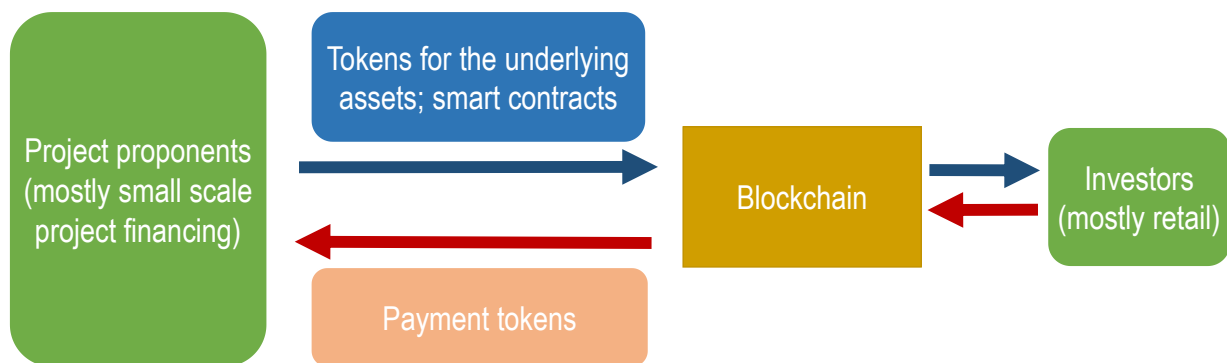 Tokens for the underlying
assets; smart contracts
Project proponents
(mostly small scale
project financing)
Blockchain
Investors
(mostly retail)
Payment tokens